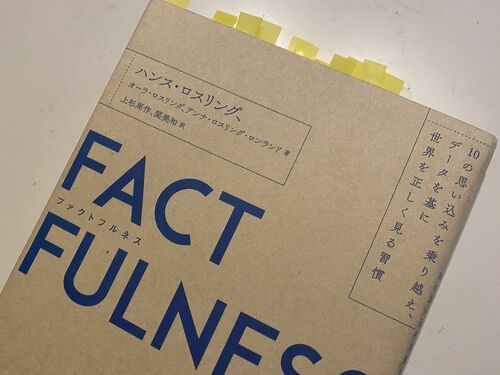 ハンス・ロスリング、
オーラ・ロスリング、アンナ・ロスリング・ロンランド 著
上杉周作、関美和 訳
10の思い込みを乗り越え、
データを基に
世界を正しく見る習慣
FACT
ファクトフルネス
FULNESS